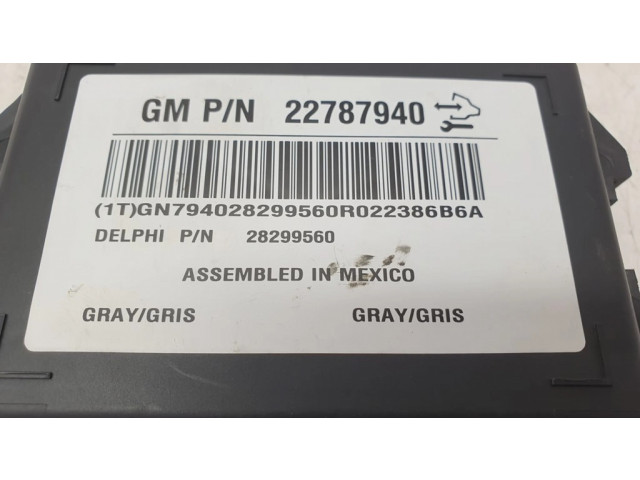 GM P/N 22787940
(1T)GN794028299560R022386B6A
DELPHI P/N 28299560
ASSEMBLED IN MEXICO
GRAY/GRIS GRAY/GRIS